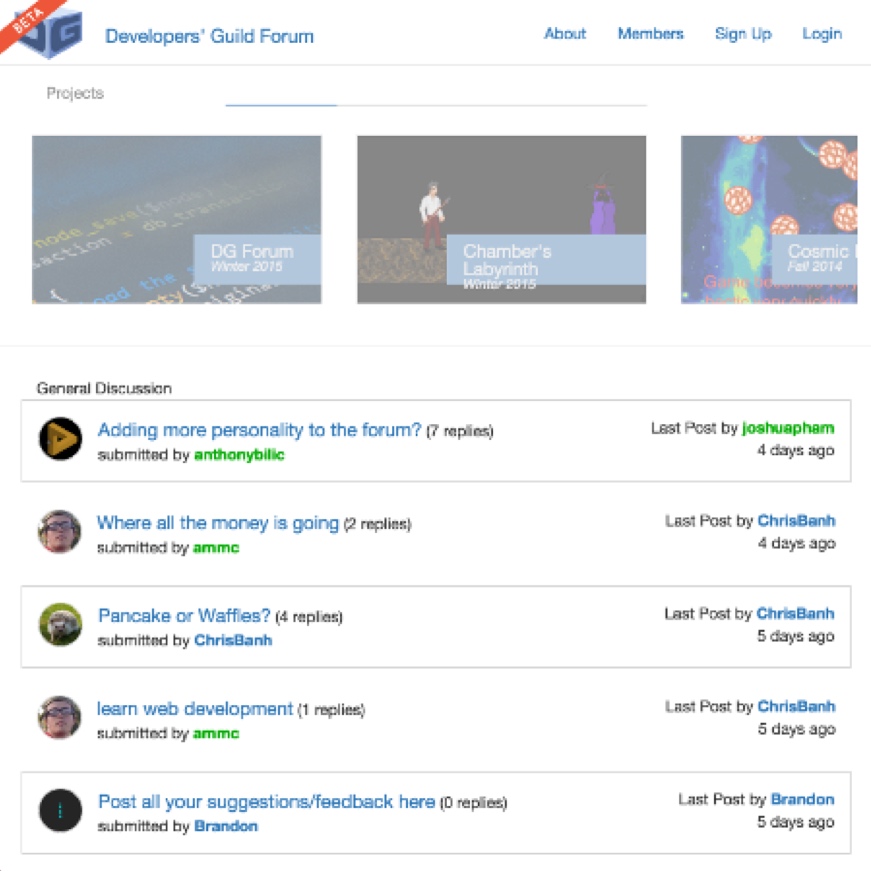 BETA
DG
Developers' Guild Forum
About Members Sign Up Login
Projects
node_save($node)
action = db_transactio
DG Forum
Winter 2015
Chamber's
Labyrinth
Winter 2015
Cosmic
Fall 2014
General Discussion
Adding more personality to the forum? (7 replies)
submitted by anthonybilic
Last Post by joshuapham
4 days ago
Where all the money is going (2 replies)
submitted by ammc
Last Post by ChrisBanh
4 days ago
Pancake or Waffles? (4 replies)
submitted by ChrisBanh
Last Post by ChrisBanh
5 days ago
learn web development (1 replies)
submitted by ammc
Last Post by ChrisBanh
5 days ago
Post all your suggestions/feedback here (0 replies)
submitted by Brandon
Last Post by Brandon
5 days ago